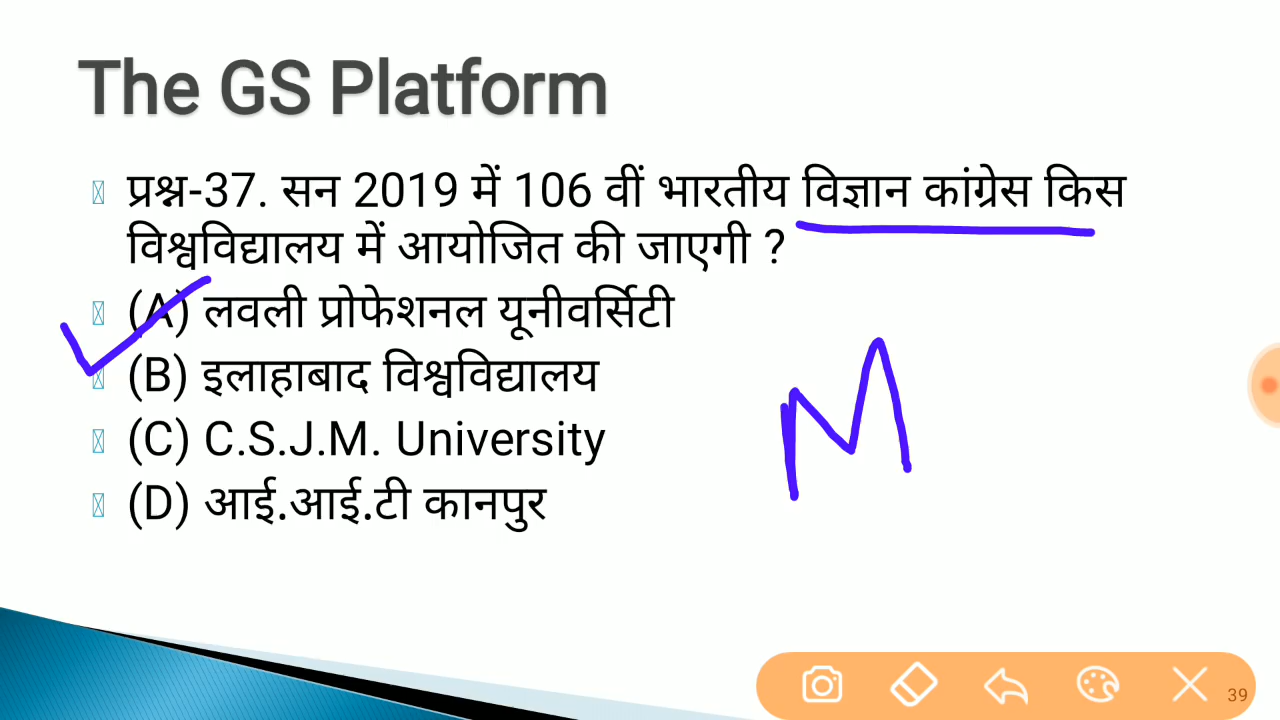 The GS Platform
प्रश्न-37. सन 2019 में 106 वीं भारतीय विज्ञान कांग्रेस किस
विश्वविद्यालय में आयोजित की जाएगी ?
(A) लवली प्रोफेशनल यूनीवर्सिटी
(B) इलाहाबाद विश्वविद्यालय
(C) C.S.J.M. University
(D) आई.आई.टी कानपुर
M
39